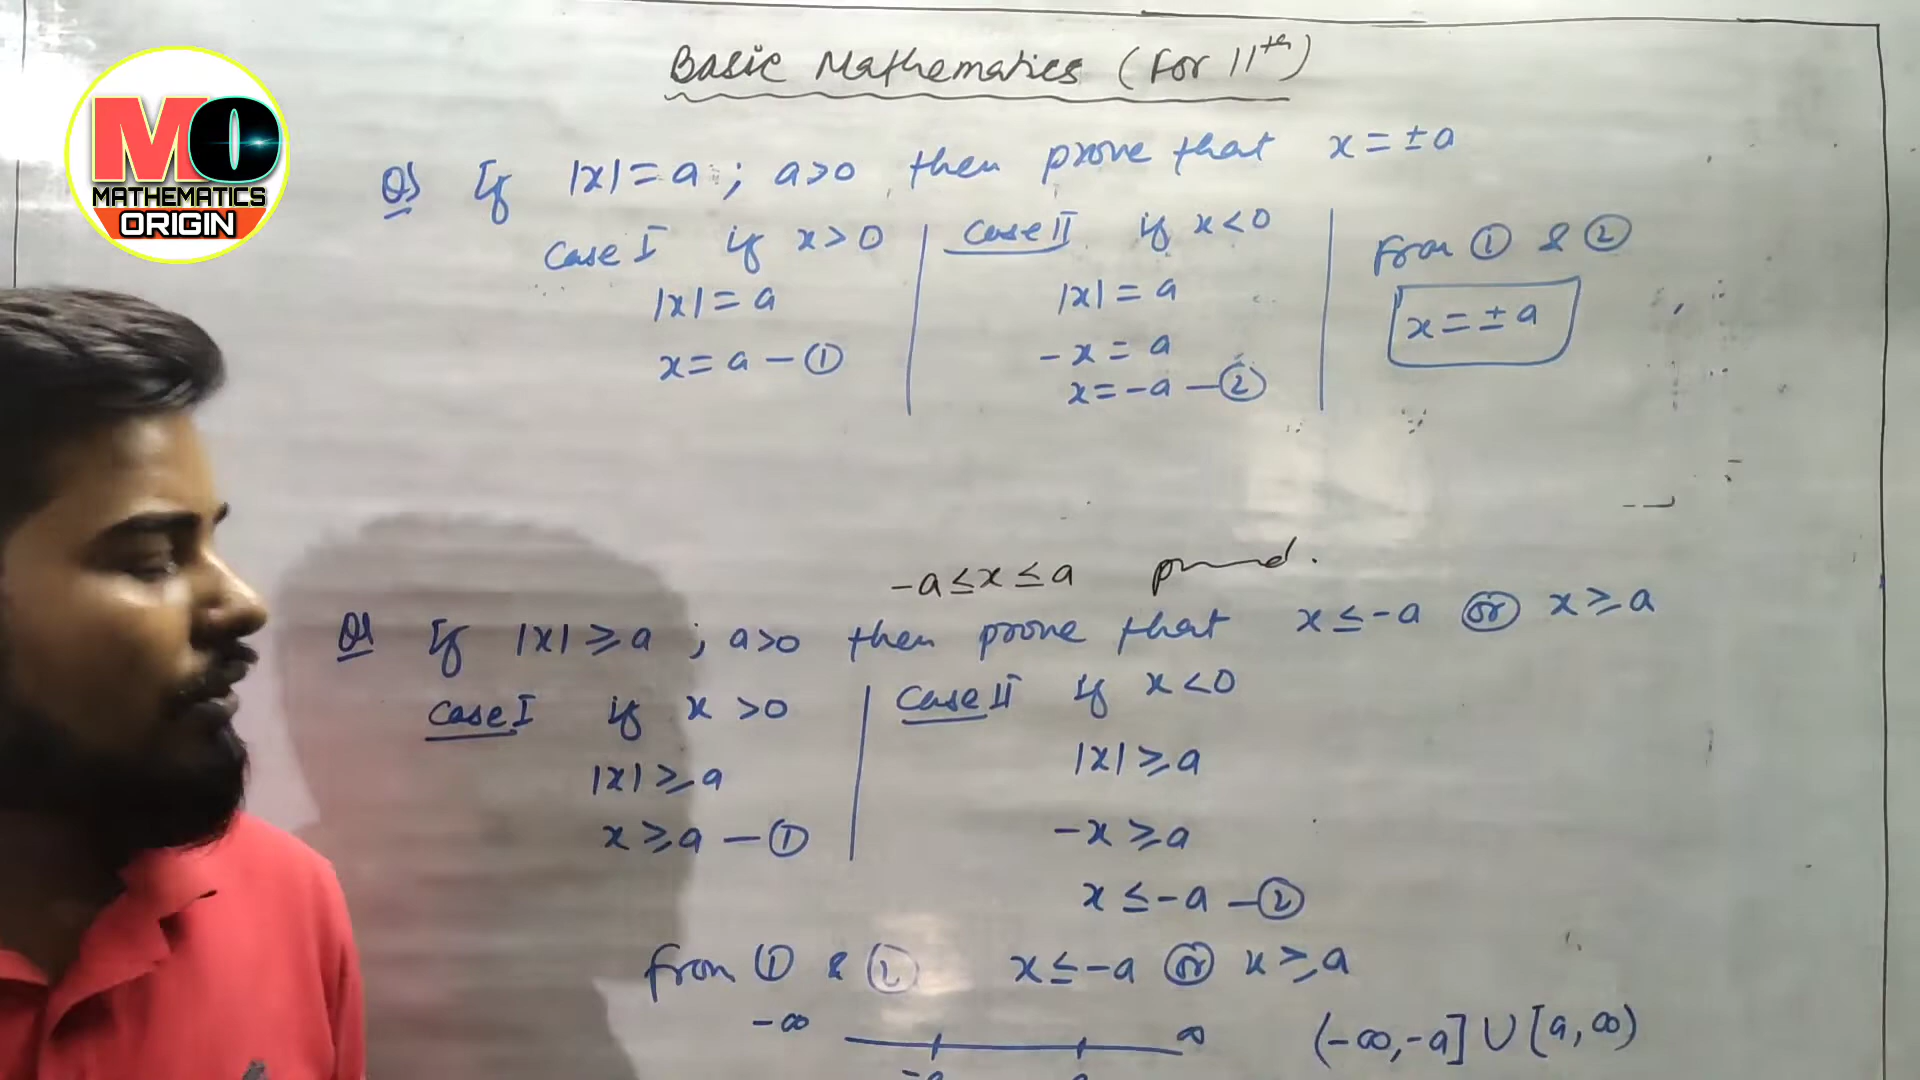 MO
MATHEMATICS
ORIGIN
Basic Mathematics (For 11th)
Q) If |x| = a ; a>0 then prove that x = ±a
Case I if x > 0
|x| = a
x = a — ①
Case II if x < 0
|x| = a
- x = a
x = -a — ②
From ① & ②
x = ± a
-a ≤ x ≤ a proved.
Q) If |x| ≥ a ; a>0 then prove that x ≤ -a or x ≥ a
Case I if x > 0
|x| ≥ a
x ≥ a — ①
Case II if x < 0
|x| ≥ a
- x ≥ a
x ≤ -a — ②
from ① & ② x ≤ -a or x ≥ a
-∞ ∞ (-∞, -a] ∪ [a, ∞)
-a a